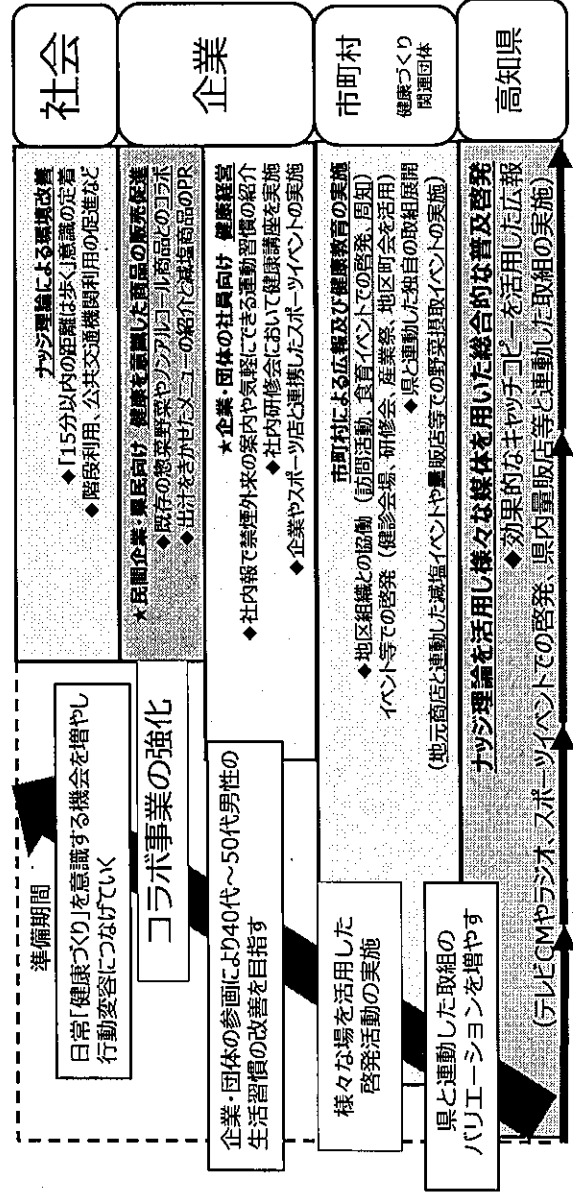 準備期間
日常「健康づくり」を意識する機会を増やし
行動変容につなげていく
ナッジ理論による環境改善
◆「15分以内の距離は歩く」意識の定着
◆階段利用、公共交通機関利用の促進など
社会
コラボ事業の強化
★民間企業・県民向け 健康を意識した商品の販売促進
◆既存の惣菜野菜やノンアルコール商品とのコラボ
◆出汁をきかせたメニューの紹介と減塩商品のPR
企業・団体の参画により40代～50代男性の
生活習慣の改善を目指す
★企業・団体の社員向け 健康経営
◆社内報で禁煙外来の案内や気軽にできる運動習慣の紹介
◆社内研修会において健康講座を実施
◆企業やスポーツ店と連携したスポーツイベントの実施
企業
様々な場を活用した
啓発活動の実施
市町村による広報及び健康教育の実施
◆地区組織との協働(訪問活動、食育イベントでの啓発、周知)
イベント等での啓発(健診会場、研修会、産業祭、地区町会を活用)
◆県と連動した独自の取組展開
(地元商店と連動した減塩イベントや量販店等での野菜摂取イベントの実施)
市町村
健康づくり
関連団体
県と連動した取組の
バリエーションを増やす
ナッジ理論を活用し様々な媒体を用いた総合的な普及啓発
◆効果的なキャッチコピーを活用した広報
(テレビCMやラジオ、スポーツイベントでの啓発、県内量販店等と連動した取組の実施)
高知県